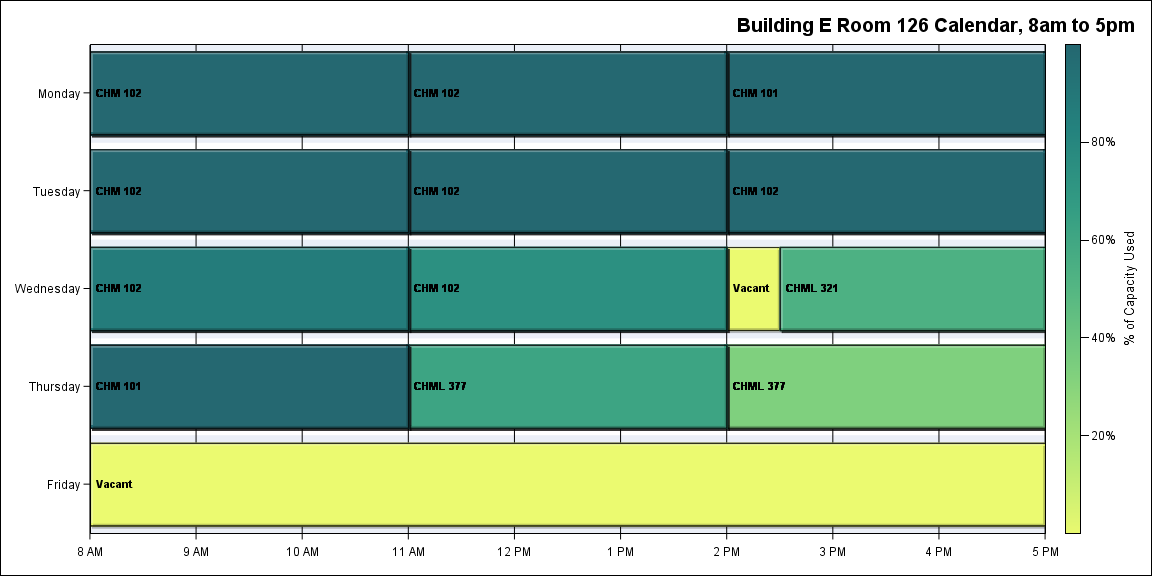 Building E Room 126 Calendar, 8am to 5pm
Monday
CHM 102
CHM 102
CHM 101
Tuesday
CHM 102
CHM 102
CHM 102
Wednesday
CHM 102
CHM 102
Vacant
CHML 321
Thursday
CHM 101
CHML 377
CHML 377
Friday
Vacant
8 AM
9 AM
10 AM
11 AM
12 PM
1 PM
2 PM
3 PM
4 PM
5 PM
80%
60%
40%
20%
% of Capacity Used